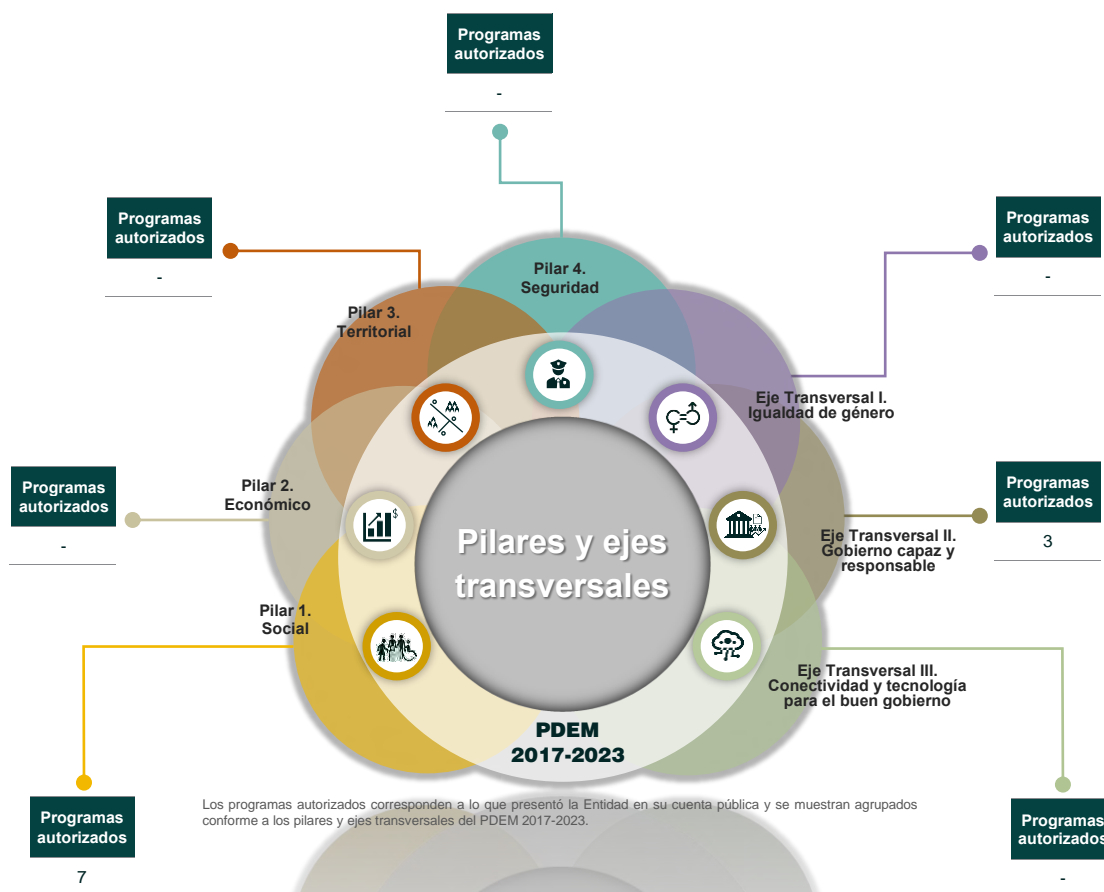 Programas
autorizados
-
Programas
autorizados
-
Programas
autorizados
-
Pilar 4.
Seguridad
Pilar 3.
Territorial
Eje Transversal I.
Igualdad de género
Programas
autorizados
-
Pilar 2.
Económico
$
Programas
autorizados
3
Eje Transversal II.
Gobierno capaz y
responsable
Pilares y ejes
transversales
Pilar 1.
Social
Eje Transversal III.
Conectividad y tecnología
para el buen gobierno
PDEM
2017-2023
Los programas autorizados corresponden a lo que presentó la Entidad en su cuenta pública y se muestran agrupados
conforme a los pilares y ejes transversales del PDEM 2017-2023.
Programas
autorizados
7
Programas
autorizados
-